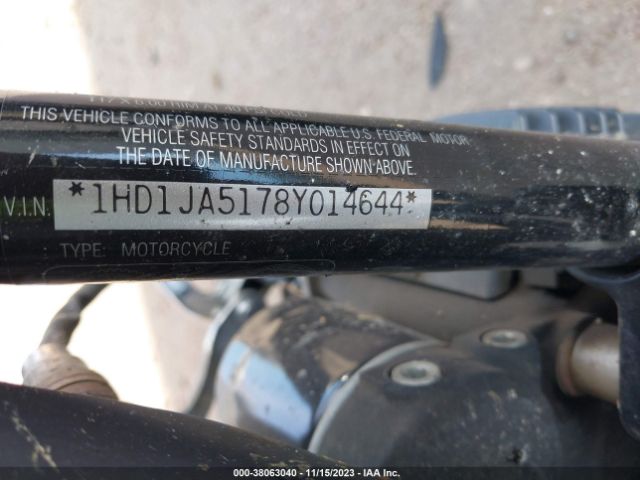 THIS VEHICLE CONFORMS TO ALL APPLICABLE U.S. FEDERAL MOTOR
VEHICLE SAFETY STANDARDS IN EFFECT ON
THE DATE OF MANUFACTURE SHOWN ABOVE.
V.I.N. *1HD1JA5178Y014644*
TYPE: MOTORCYCLE
000-38063040 - 11/15/2023 - IAA Inc.